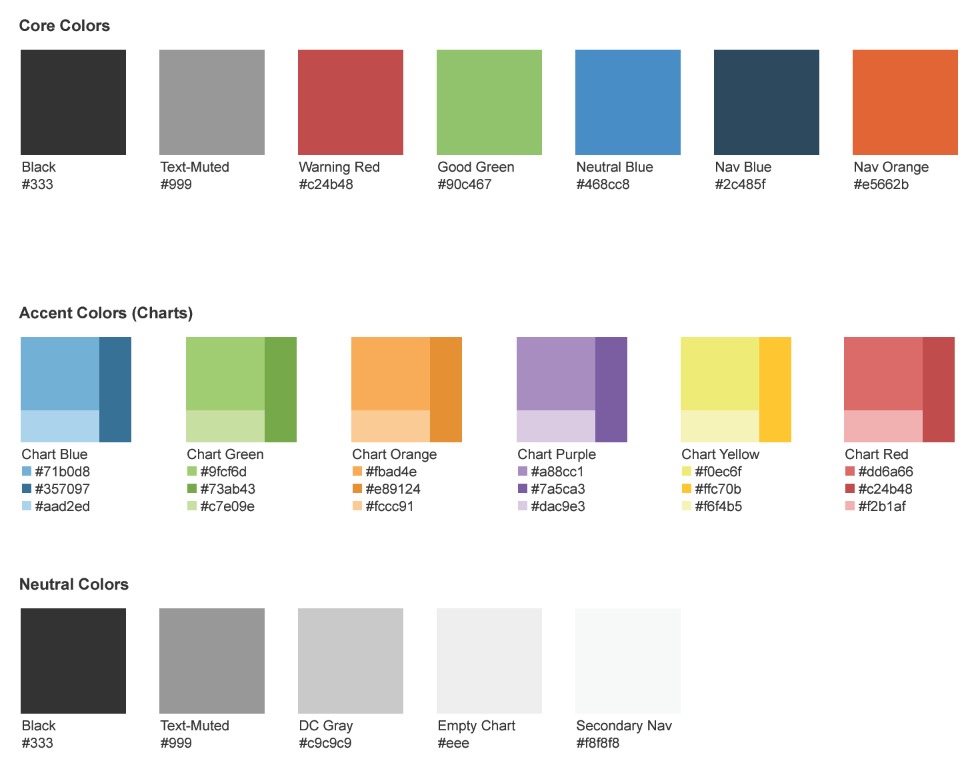 Core Colors
Black
#333
Text-Muted
#999
Warning Red
#c24b48
Good Green
#90c467
Neutral Blue
#468cc8
Nav Blue
#2c485f
Nav Orange
#e5662b
Accent Colors (Charts)
Chart Blue
#71b0d8
#357097
#aad2ed
Chart Green
#9fcf6d
#73ab43
#c7e09e
Chart Orange
#fbad4e
#e89124
#fccc91
Chart Purple
#a88cc1
#7a5ca3
#dac9e3
Chart Yellow
#f0ec6f
#ffc70b
#f6f4b5
Chart Red
#dd6a66
#c24b48
#f2b1af
Neutral Colors
Black
#333
Text-Muted
#999
DC Gray
#c9c9c9
Empty Chart
#eee
Secondary Nav
#f8f8f8